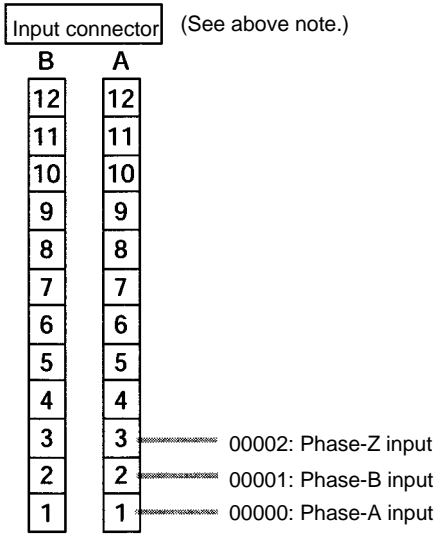 Input connector (See above note.)
B A
12 12
11 11
10 10
9 9
8 8
7 7
6 6
5 5
4 4
3 3 00002: Phase-Z input
2 2 00001: Phase-B input
1 1 00000: Phase-A input